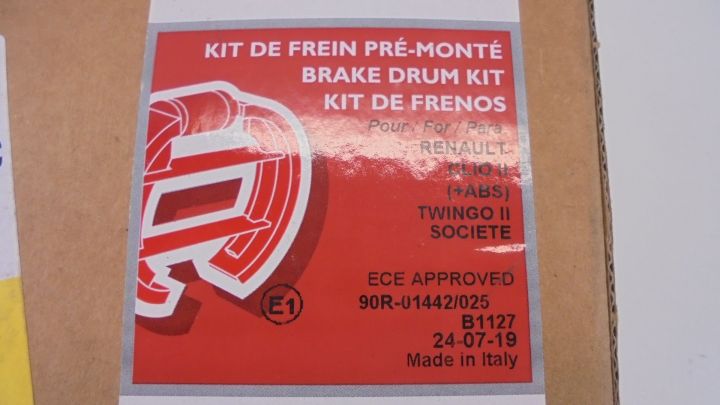 KIT DE FREIN PRÉ-MONTÉ
BRAKE DRUM KIT
KIT DE FRENOS
Pour / For / Para
RENAULT
CLIO II
(+ABS)
TWINGO II
SOCIETE
ECE APPROVED
E1
90R-01442/025
B1127
24-07-19
Made in Italy